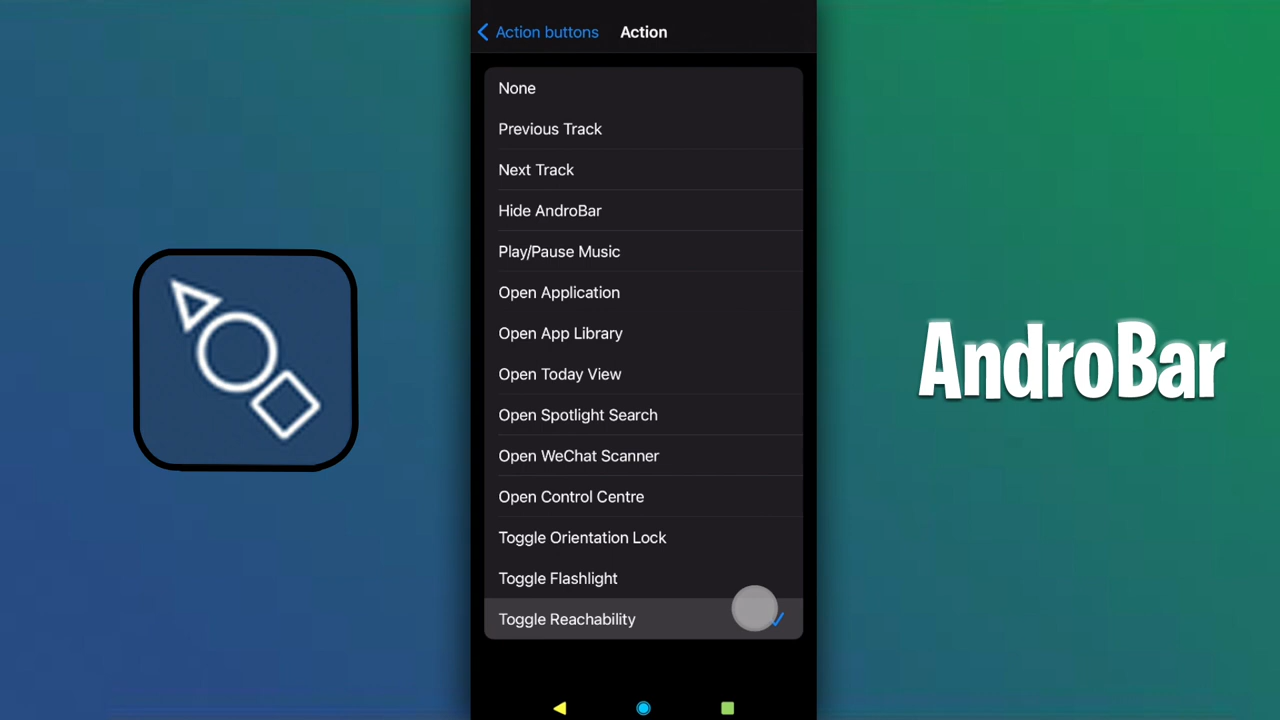 Action buttons
Action
None
Previous Track
Next Track
Hide AndroBar
Play/Pause Music
Open Application
Open App Library
Open Today View
Open Spotlight Search
Open WeChat Scanner
Open Control Centre
Toggle Orientation Lock
Toggle Flashlight
Toggle Reachability
AndroBar